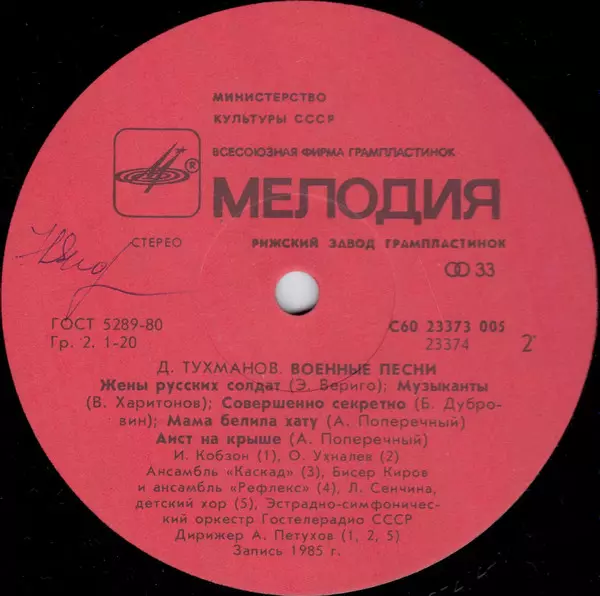 МИНИСТЕРСТВО
КУЛЬТУРЫ СССР
ВСЕСОЮЗНАЯ ФИРМА ГРАМПЛАСТИНОК
®
МЕЛОДИЯ
СТЕРЕО
РИЖСКИЙ ЗАВОД ГРАМПЛАСТИНОК
33
ГОСТ 5289-80
Гр. 2. 1-20
С60 23373 005
23374
2
Д. ТУХМАНОВ. ВОЕННЫЕ ПЕСНИ
Жены русских солдат (Э. Вериго); Музыканты
(В. Харитонов); Совершенно секретно (Б. Дубро-
вин); Мама белила хату (А. Поперечный)
Аист на крыше (А. Поперечный)
И. Кобзон (1), О. Ухналев (2)
Ансамбль «Каскад» (3), Бисер Киров
и ансамбль «Рефлекс» (4), Л. Сенчина,
детский хор (5), Эстрадно-симфоничес-
кий оркестр Гостелерадио СССР
Дирижер А. Петухов (1, 2, 5)
Запись 1985 г.